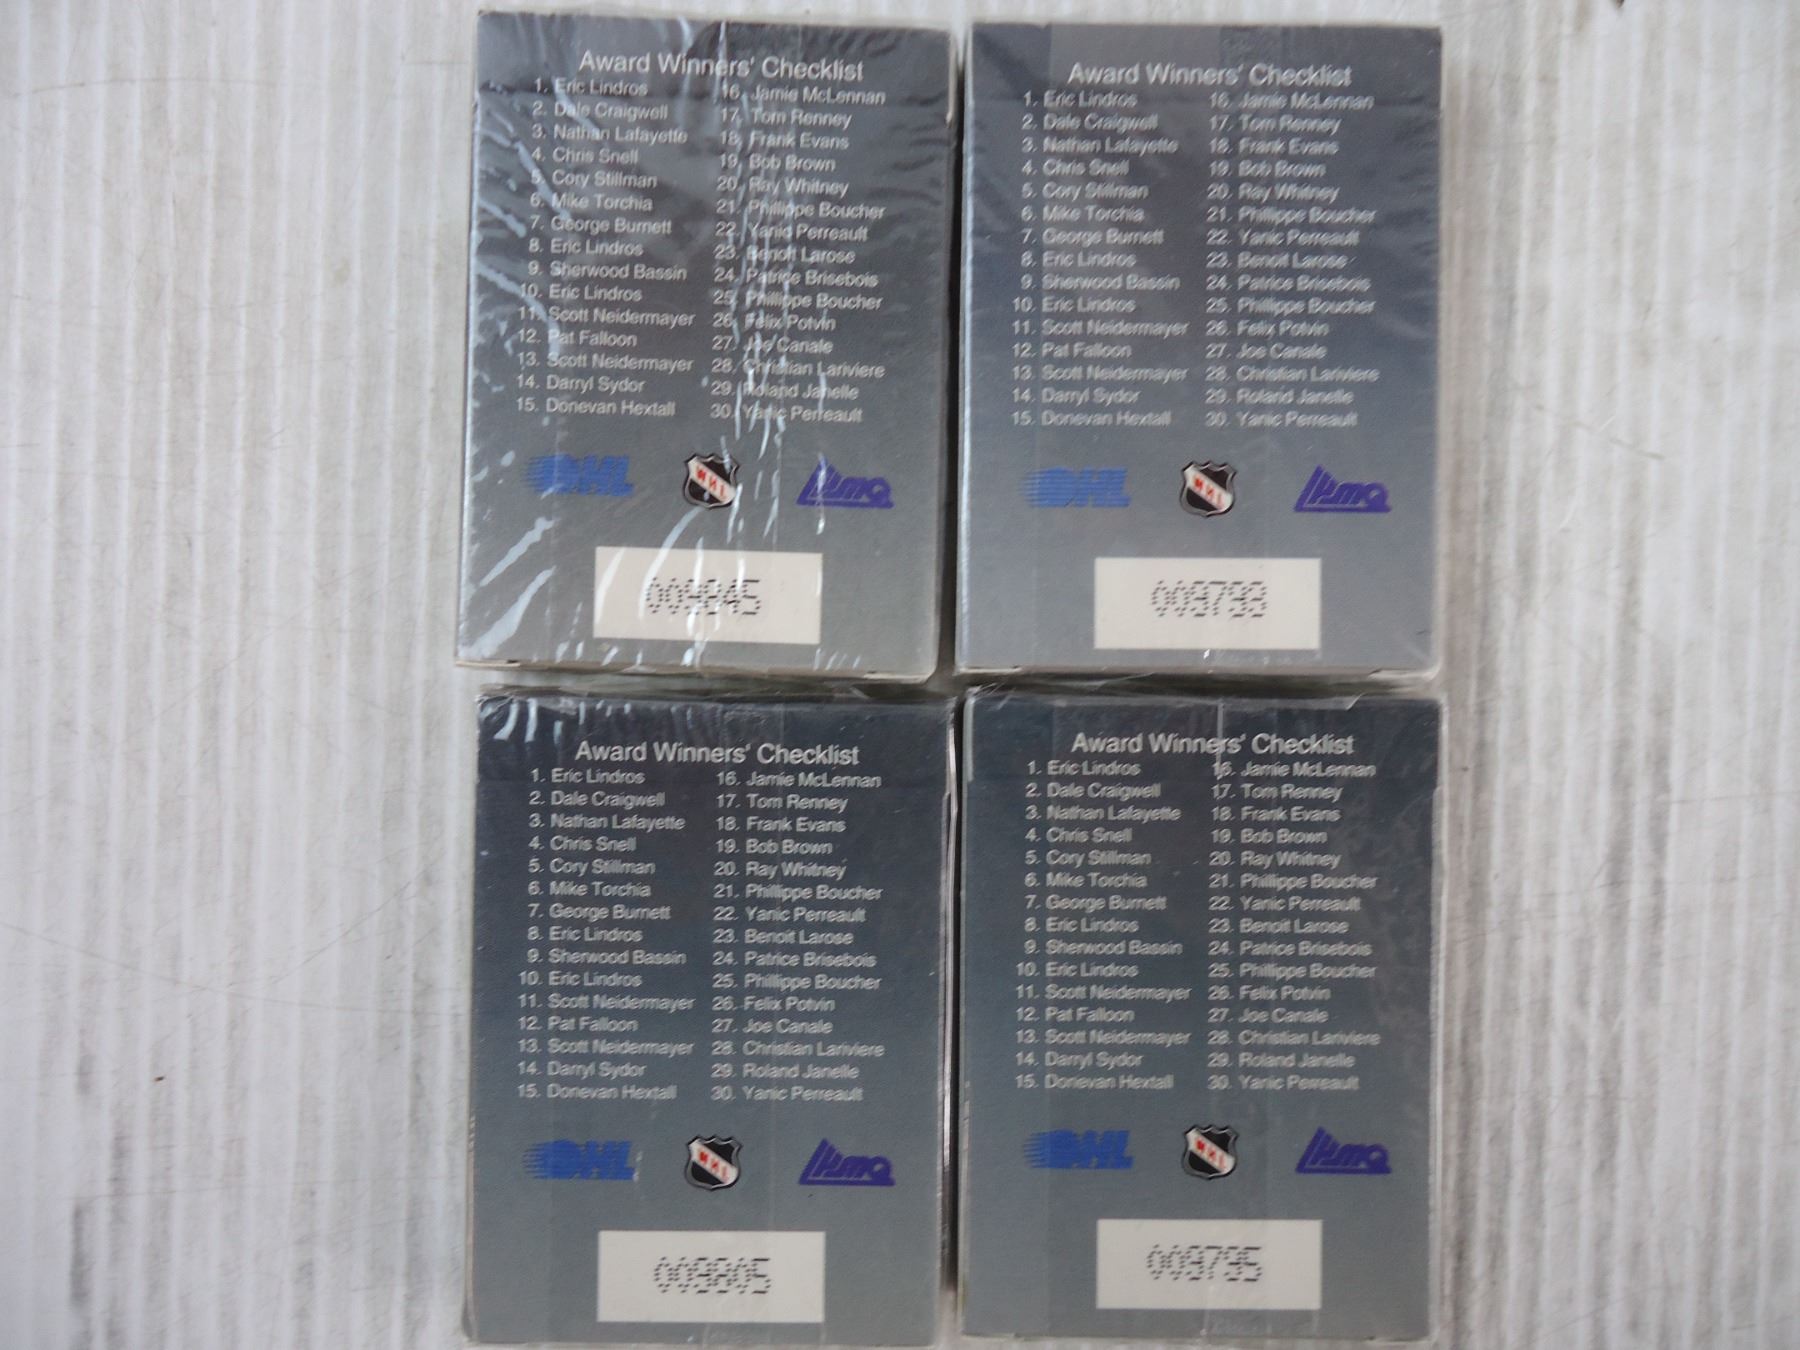 Award Winners' Checklist
1. Eric Lindros 16. Jamie McLennan
2. Dale Craigwell 17. Tom Renney
3. Nathan Lafayette 18. Frank Evans
4. Chris Snell 19. Bob Brown
5. Cory Stillman 20. Ray Whitney
6. Mike Torchia 21. Phillippe Boucher
7. George Burnett 22. Yanic Perreault
8. Eric Lindros 23. Benoit Larose
9. Sherwood Bassin 24. Patrice Brisebois
10. Eric Lindros 25. Phillippe Boucher
11. Scott Neidermayer 26. Felix Potvin
12. Pat Falloon 27. Joe Canale
13. Scott Neidermayer 28. Christian Lariviere
14. Darryl Sydor 29. Roland Janelle
15. Donevan Hextall 30. Yanic Perreault
OHL WHL lhjmq
009845
Award Winners' Checklist
1. Eric Lindros 16. Jamie McLennan
2. Dale Craigwell 17. Tom Renney
3. Nathan Lafayette 18. Frank Evans
4. Chris Snell 19. Bob Brown
5. Cory Stillman 20. Ray Whitney
6. Mike Torchia 21. Phillippe Boucher
7. George Burnett 22. Yanic Perreault
8. Eric Lindros 23. Benoit Larose
9. Sherwood Bassin 24. Patrice Brisebois
10. Eric Lindros 25. Phillippe Boucher
11. Scott Neidermayer 26. Felix Potvin
12. Pat Falloon 27. Joe Canale
13. Scott Neidermayer 28. Christian Lariviere
14. Darryl Sydor 29. Roland Janelle
15. Donevan Hextall 30. Yanic Perreault
OHL WHL lhjmq
Award Winners' Checklist
1. Eric Lindros 16. Jamie McLennan
2. Dale Craigwell 17. Tom Renney
3. Nathan Lafayette 18. Frank Evans
4. Chris Snell 19. Bob Brown
5. Cory Stillman 20. Ray Whitney
6. Mike Torchia 21. Phillippe Boucher
7. George Burnett 22. Yanic Perreault
8. Eric Lindros 23. Benoit Larose
9. Sherwood Bassin 24. Patrice Brisebois
10. Eric Lindros 25. Phillippe Boucher
11. Scott Neidermayer 26. Felix Potvin
12. Pat Falloon 27. Joe Canale
13. Scott Neidermayer 28. Christian Lariviere
14. Darryl Sydor 29. Roland Janelle
15. Donevan Hextall 30. Yanic Perreault
OHL WHL lhjmq
009805
Award Winners' Checklist
1. Eric Lindros 16. Jamie McLennan
2. Dale Craigwell 17. Tom Renney
3. Nathan Lafayette 18. Frank Evans
4. Chris Snell 19. Bob Brown
5. Cory Stillman 20. Ray Whitney
6. Mike Torchia 21. Phillippe Boucher
7. George Burnett 22. Yanic Perreault
8. Eric Lindros 23. Benoit Larose
9. Sherwood Bassin 24. Patrice Brisebois
10. Eric Lindros 25. Phillippe Boucher
11. Scott Neidermayer 26. Felix Potvin
12. Pat Falloon 27. Joe Canale
13. Scott Neidermayer 28. Christian Lariviere
14. Darryl Sydor 29. Roland Janelle
15. Donevan Hextall 30. Yanic Perreault
OHL WHL lhjmq
009795